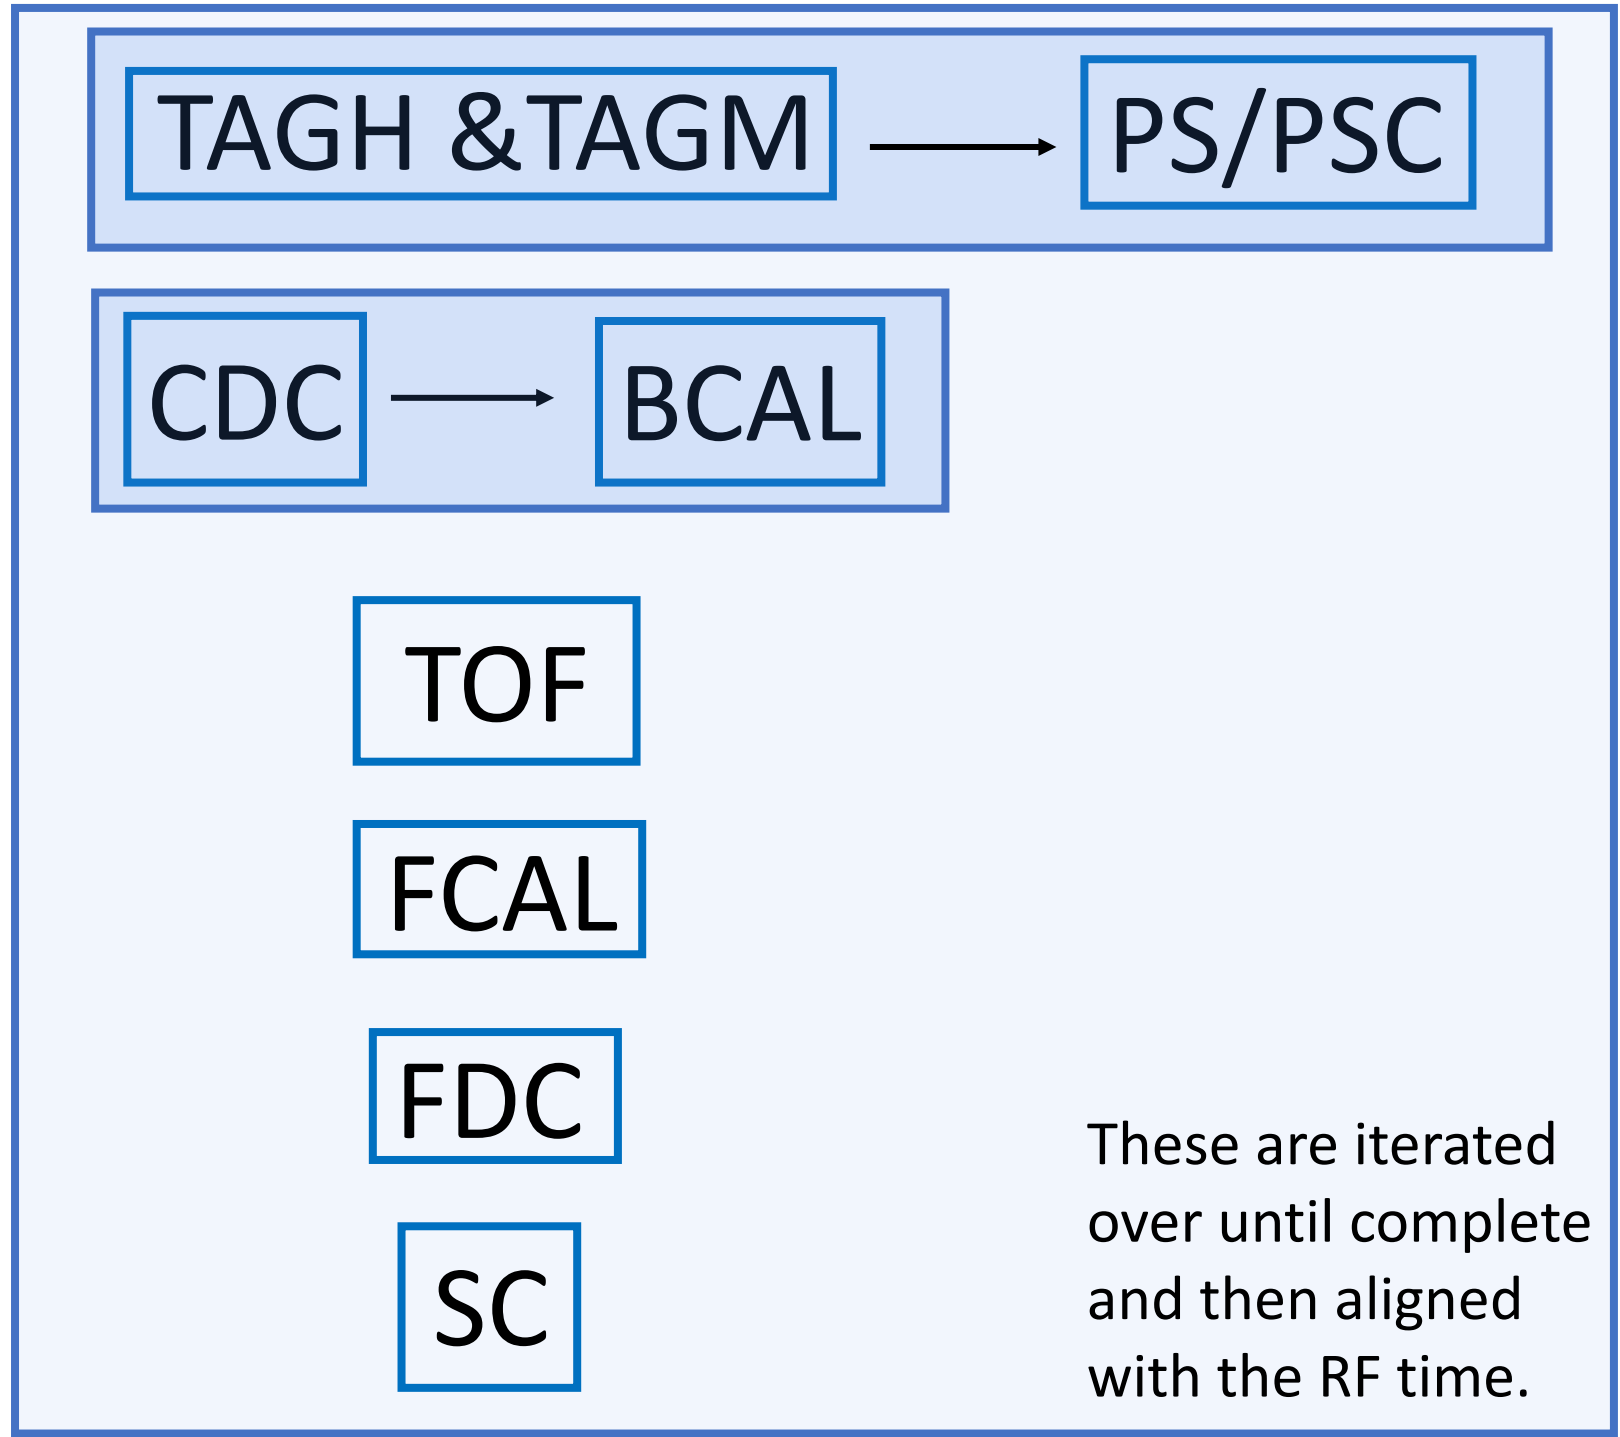 TAGH &TAGM
PS/PSC
CDC
BCAL
TOF
FCAL
FDC
SC
These are iterated
over until complete
and then aligned
with the RF time.